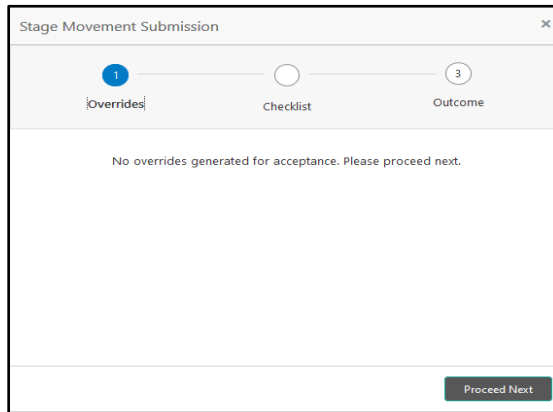 Stage Movement Submission
×
1
3
Overrides
Checklist
Outcome
No overrides generated for acceptance. Please proceed next.
Proceed Next